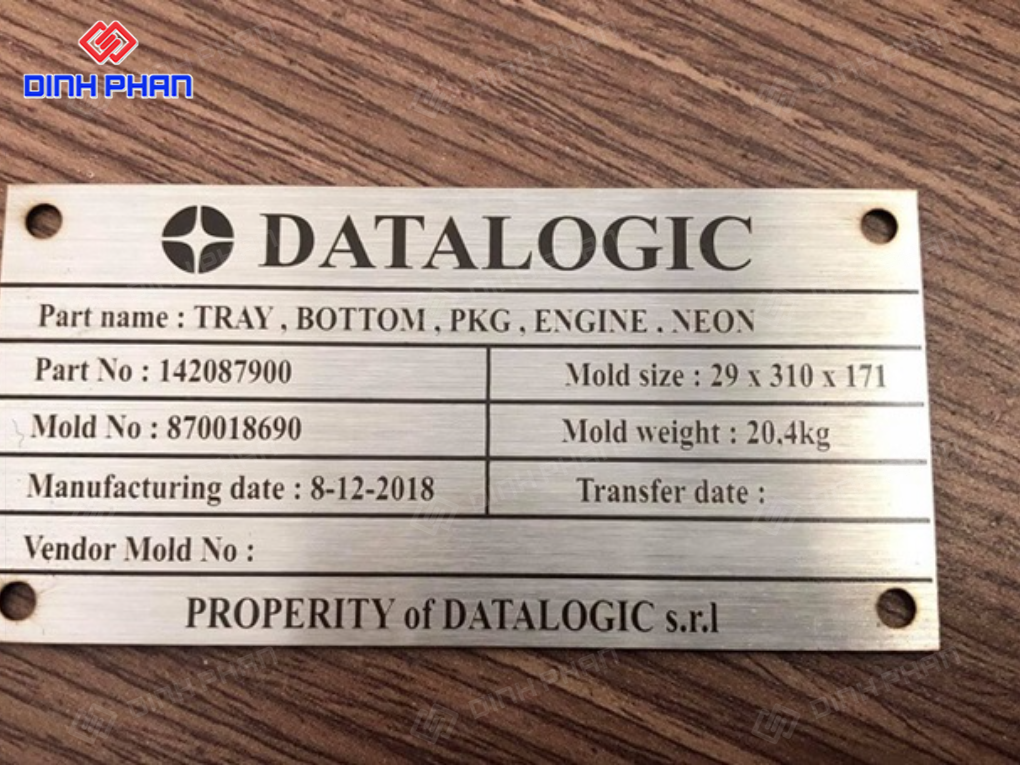 DINH PHAN
DATALOGIC
Part name : TRAY , BOTTOM , PKG , ENGINE . NEON
Part No : 142087900
Mold size : 29 x 310 x 171
Mold No : 870018690
Mold weight : 20,4kg
Manufacturing date : 8-12-2018
Transfer date :
Vendor Mold No :
PROPERITY of DATALOGIC s.r.l